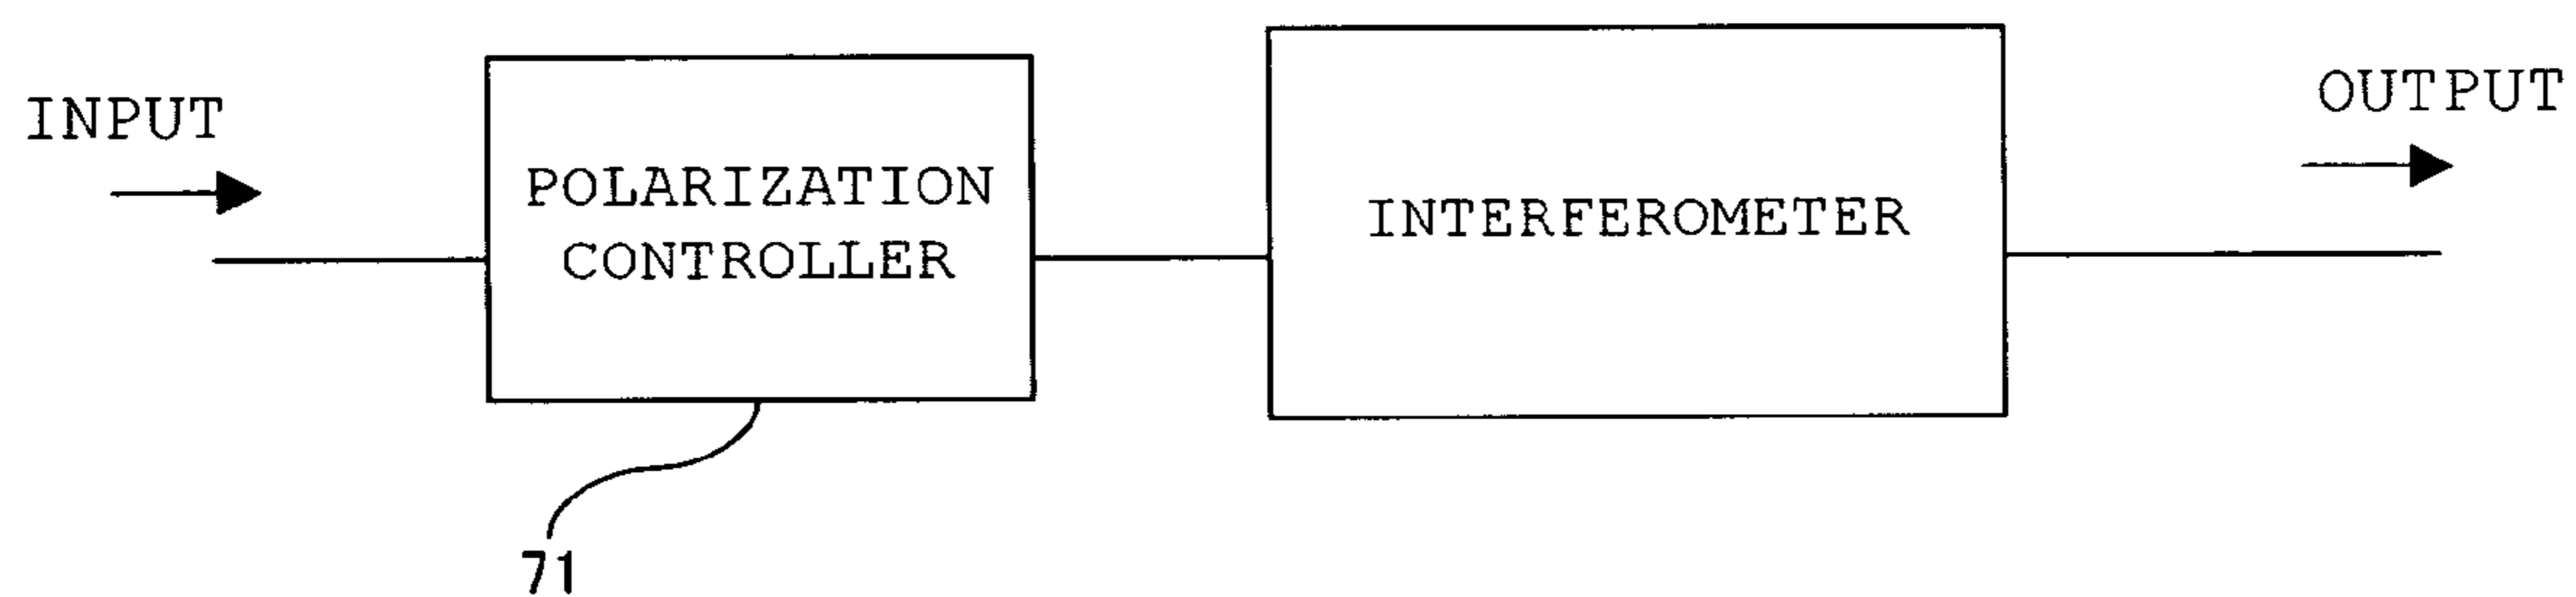 INPUT
POLARIZATION
CONTROLLER
INTERFEROMETER
OUTPUT
71